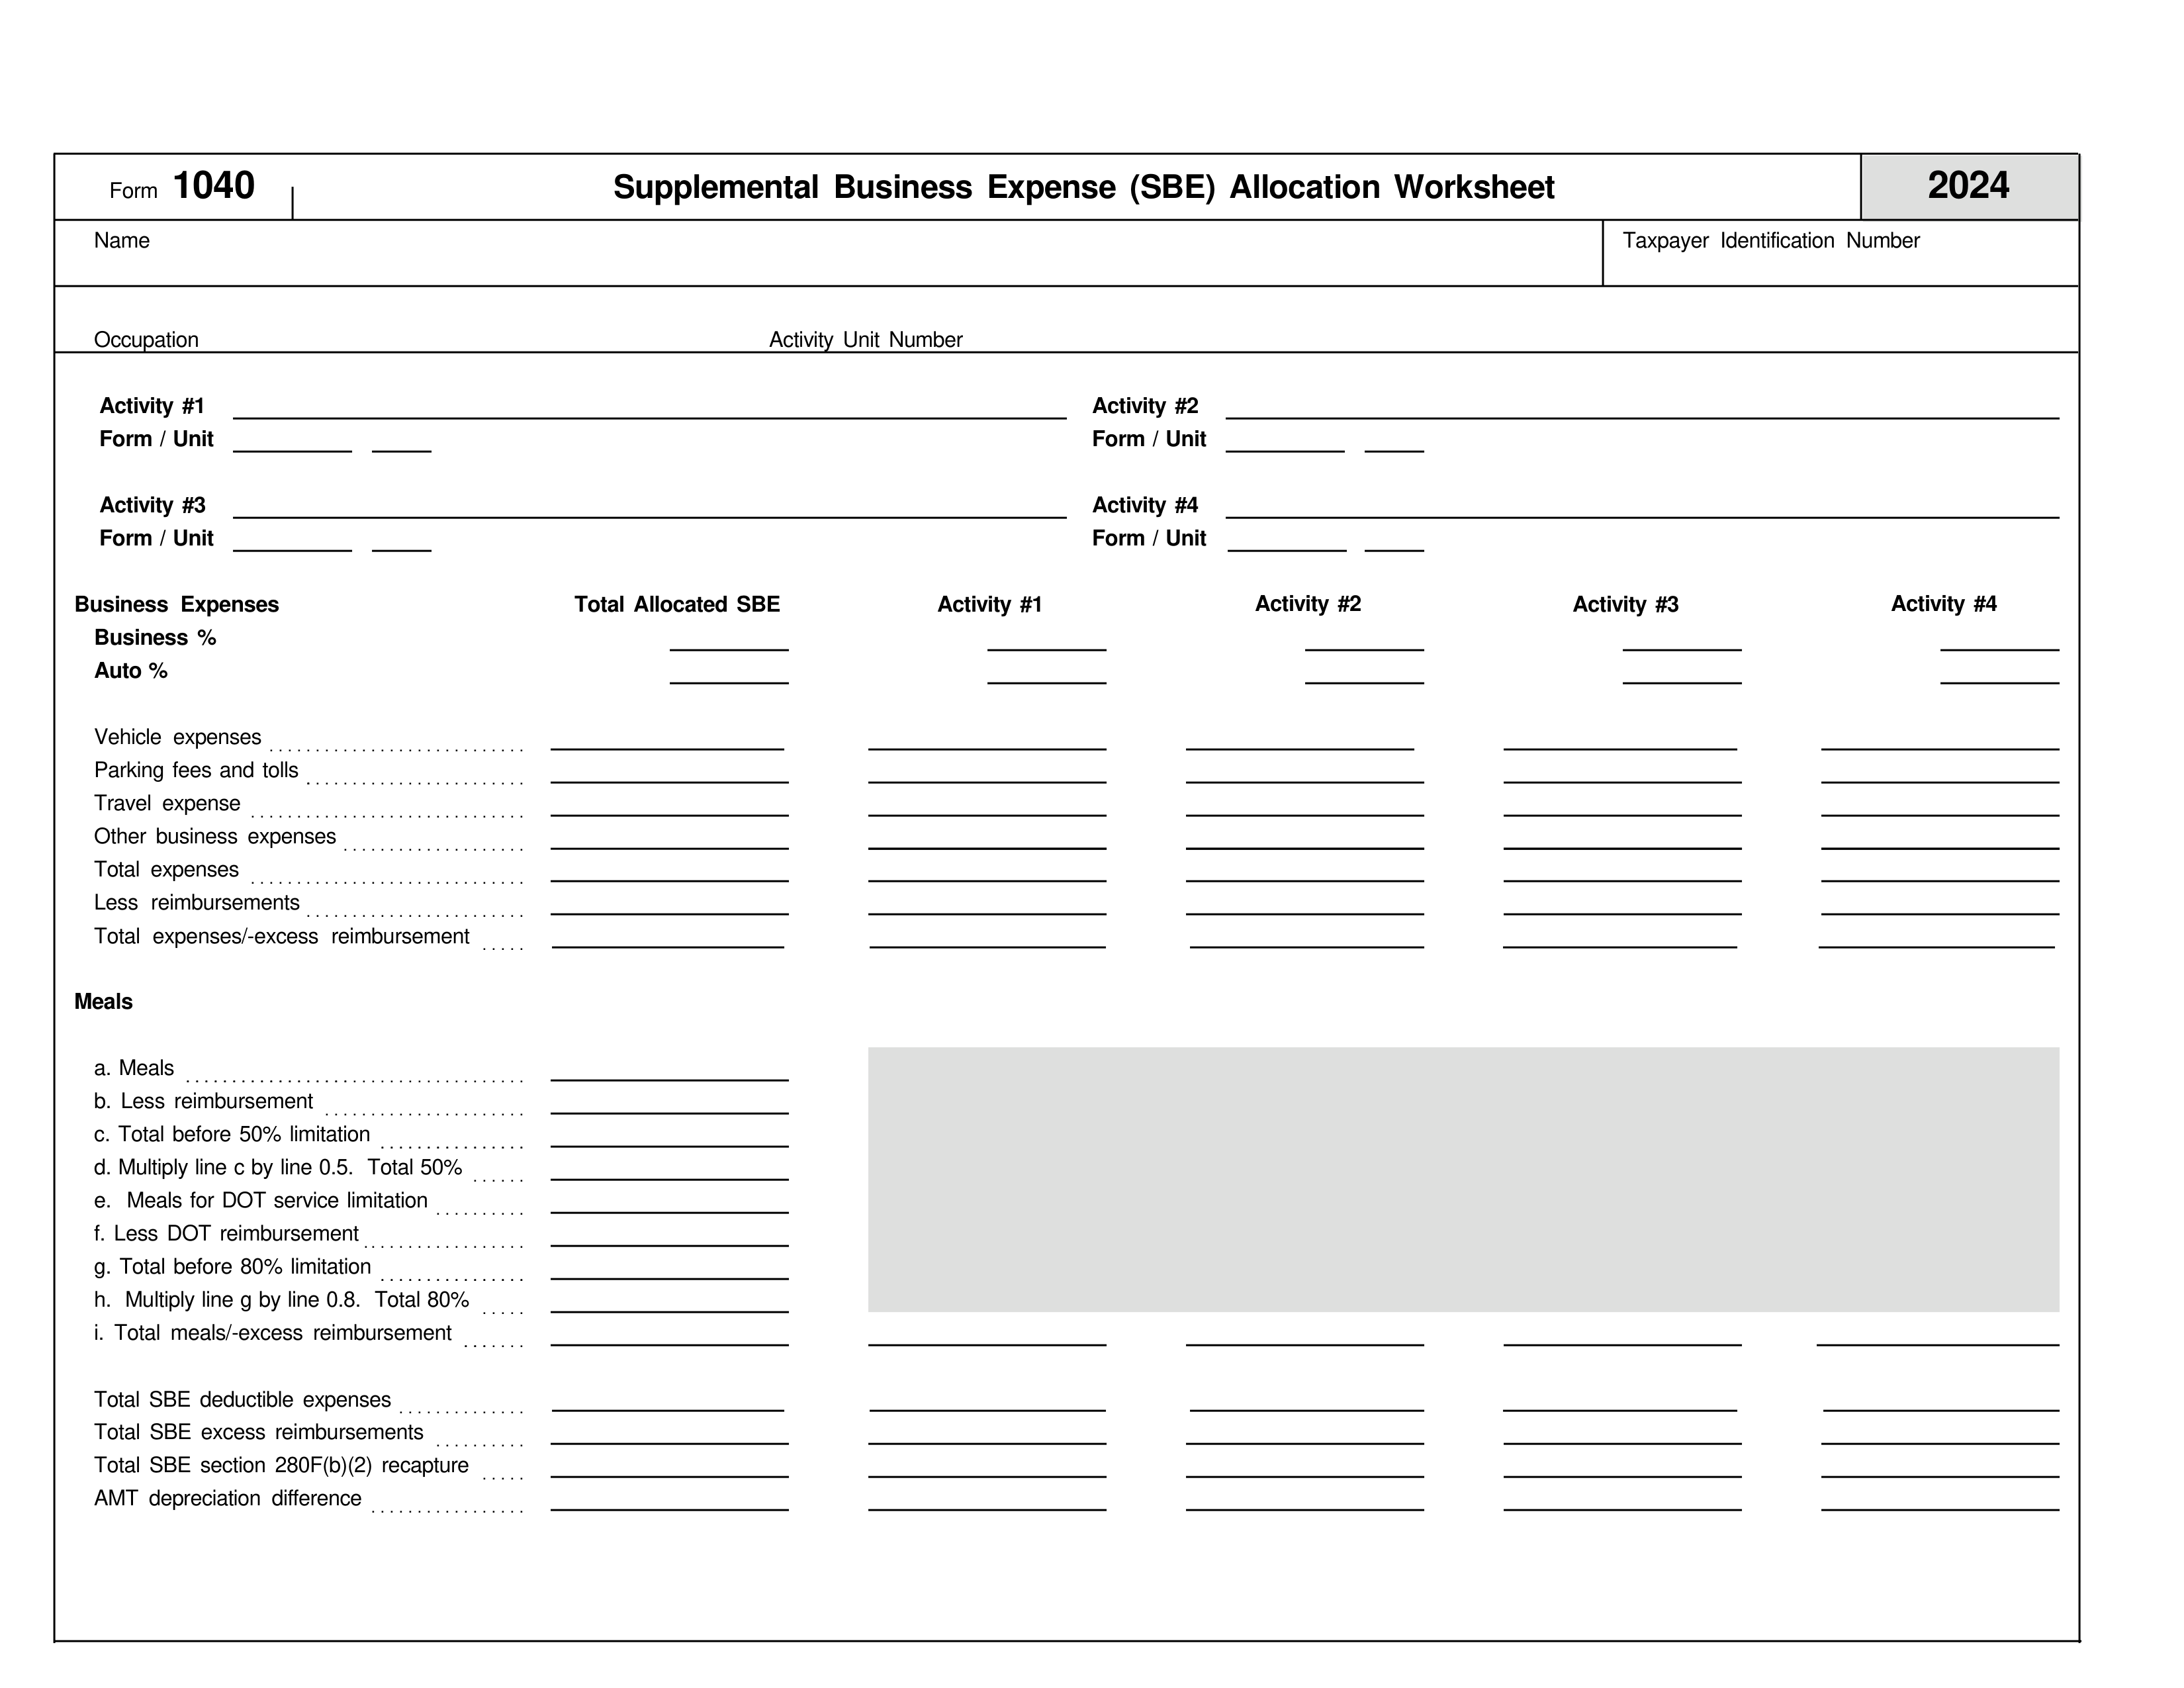 Form 1040 Supplemental Business Expense (SBE) Allocation Worksheet 2024
Name Taxpayer Identification Number
Occupation Activity Unit Number
Activity #1 Activity #2
Form / Unit Form / Unit
Activity #3 Activity #4
Form / Unit Form / Unit
Business Expenses Total Allocated SBE Activity #1 Activity #2 Activity #3 Activity #4
Business %
Auto %
Vehicle expenses
Parking fees and tolls
Travel expense
Other business expenses
Total expenses
Less reimbursements
Total expenses/-excess reimbursement
Meals
a. Meals
b. Less reimbursement
c. Total before 50% limitation
d. Multiply line c by line 0.5. Total 50%
e. Meals for DOT service limitation
f. Less DOT reimbursement
g. Total before 80% limitation
h. Multiply line g by line 0.8. Total 80%
i. Total meals/-excess reimbursement
Total SBE deductible expenses
Total SBE excess reimbursements
Total SBE section 280F(b)(2) recapture
AMT depreciation difference